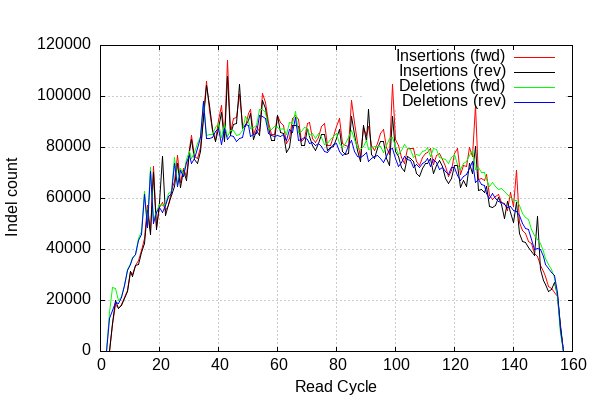 120000
100000
80000
60000
40000
20000
0
Indel count
Insertions (fwd)
Insertions (rev)
Deletions (fwd)
Deletions (rev)
0 20 40 60 80 100 120 140 160
Read Cycle